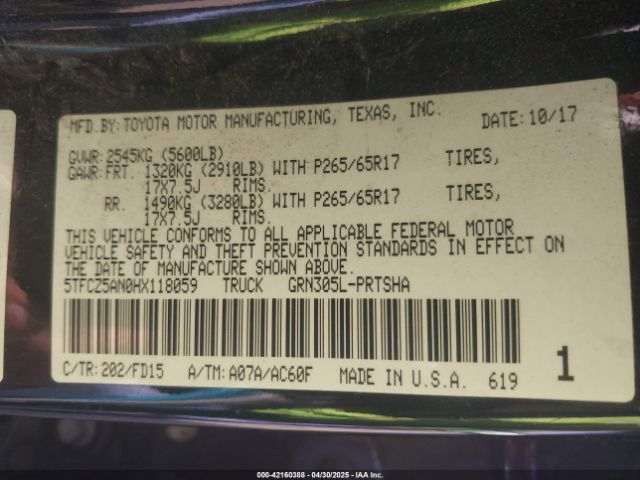 MFD.BY: TOYOTA MOTOR MANUFACTURING, TEXAS, INC. DATE: 10/17
GVWR: 2545KG (5600LB)
GAWR: FRT. 1320KG (2910LB) WITH P265/65R17 TIRES,
17X7.5J RIMS.
RR. 1490KG (3280LB) WITH P265/65R17 TIRES,
17X7.5J RIMS.
THIS VEHICLE CONFORMS TO ALL APPLICABLE FEDERAL MOTOR
VEHICLE SAFETY AND THEFT PREVENTION STANDARDS IN EFFECT ON
THE DATE OF MANUFACTURE SHOWN ABOVE.
5TFCZ5AN0HX118059 TRUCK GRN305L-PRTSHA
C/TR: 202/FD15 A/TM: A07A/AC60F MADE IN U.S.A. 619 1
000-42160388 - 04/30/2025 - IAA Inc.